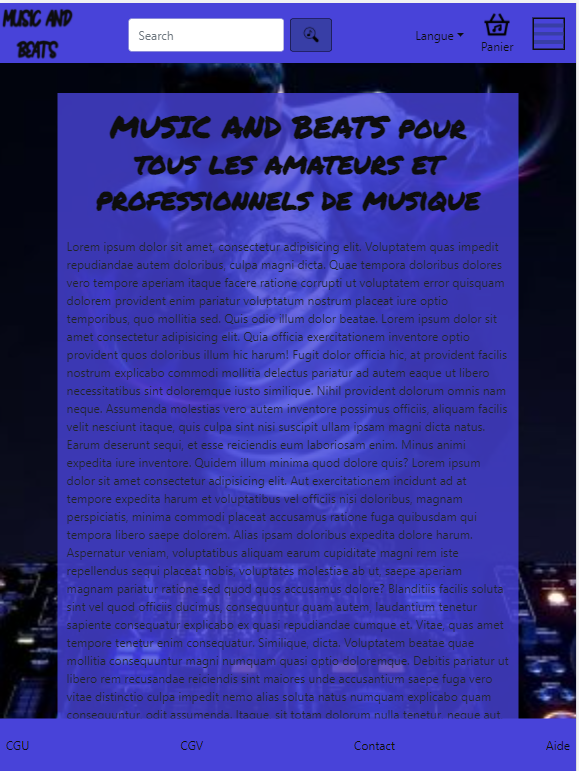 MUSIC AND
BEATS
Search
Langue
Panier
MUSIC AND BEATS POUR
TOUS LES AMATEURS ET
PROFESSIONNELS DE MUSIQUE
Lorem ipsum dolor sit amet, consectetur adipisicing elit. Voluptatem quas impedit
repudiandae autem doloribus, culpa magni dicta. Quae tempora doloribus dolores
vero tempore aperiam itaque facere ratione corrupti ut voluptatem error quisquam
dolorem provident enim pariatur voluptatum nostrum placeat iure optio
temporibus, quo mollitia sed. Quis odio illum dolor beatae. Lorem ipsum dolor sit
amet consectetur adipisicing elit. Quia officia exercitationem inventore optio
provident quos doloribus illum hic harum! Fugit dolor officia hic, at provident facilis
nostrum explicabo commodi mollitia delectus pariatur ad autem eaque ut libero
necessitatibus sint doloremque iusto similique. Nihil provident dolorum omnis nam
neque. Assumenda molestias vero autem inventore possimus officiis, aliquam facilis
velit nesciunt itaque, quis culpa sint nisi suscipit ullam ipsam magni dicta natus.
Earum deserunt sequi, et esse reiciendis eum laboriosam enim. Minus animi
expedita iure inventore. Quidem illum minima quod dolore quis? Lorem ipsum
dolor sit amet consectetur adipisicing elit. Aut exercitationem incidunt ad at
tempore expedita harum et voluptatibus vel officiis nisi doloribus, magnam
perspiciatis, minima commodi placeat accusamus ratione fuga quibusdam qui
tempora libero saepe dolorem. Alias ipsam doloribus expedita dolore harum.
Aspernatur veniam, voluptatibus aliquam earum cupiditate magni rem iste
repellendus sequi placeat nobis, voluptates molestiae ab ut, saepe aperiam
magnam pariatur ratione sed quod quos accusamus dolore? Blanditiis facilis soluta
sint vel quod officiis ducimus, consequuntur quam autem, laudantium tenetur
sapiente consequatur explicabo ex quasi repudiandae cumque et. Vitae quas amet
tempore tenetur enim consequatur. Similique, dicta. Voluptatem beatae quae
mollitia consequuntur magni numquam quasi optio doloremque. Debitis pariatur ut
libero rem recusandae reiciendis sint maiores unde accusantium saepe fuga vero
vitae distinctio culpa impedit nemo alias soluta natus numquam explicabo quam
consequuntur, odit assumenda. Itaque, sit totam dolorum nulla tenetur, neque aut
CGU
CGV
Contact
Aide